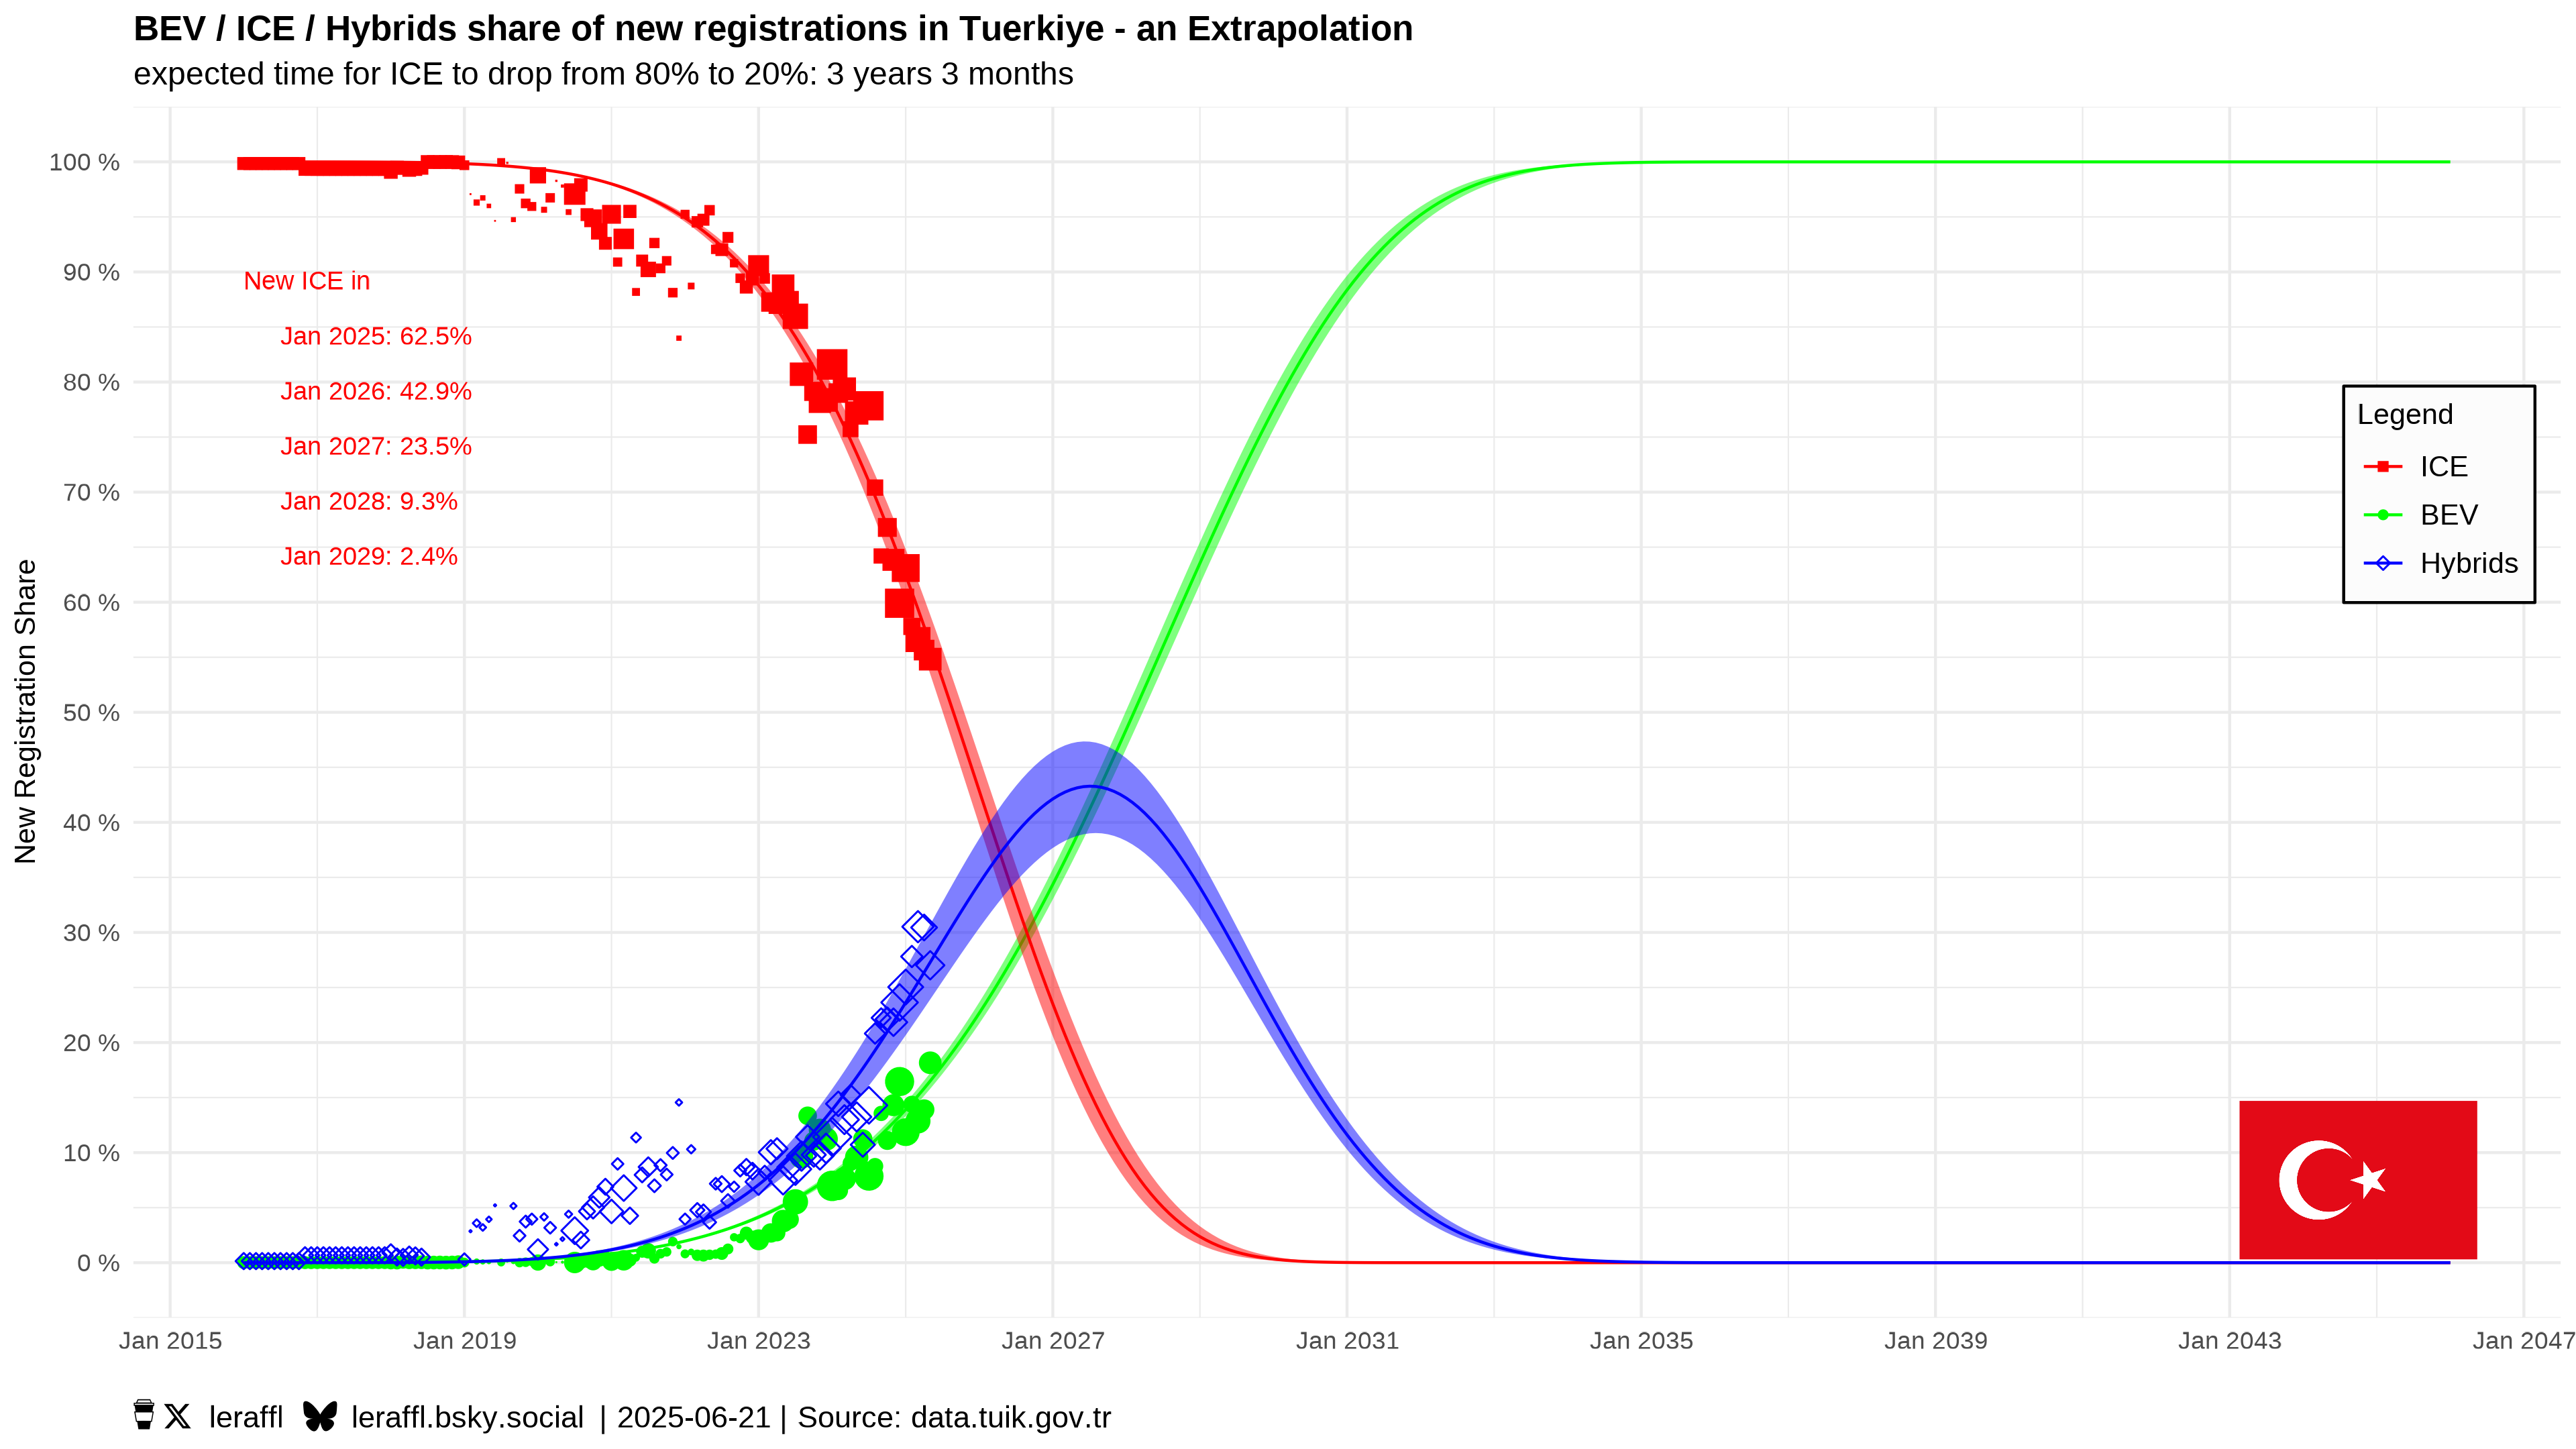 BEV / ICE / Hybrids share of new registrations in Tuerkiye - an Extrapolation
expected time for ICE to drop from 80% to 20%: 3 years 3 months
New Registration Share
100 %
90 %
80 %
70 %
60 %
50 %
40 %
30 %
20 %
10 %
0 %
New ICE in
Jan 2025: 62.5%
Jan 2026: 42.9%
Jan 2027: 23.5%
Jan 2028: 9.3%
Jan 2029: 2.4%
Legend
ICE
BEV
Hybrids
Jan 2015 Jan 2019 Jan 2023 Jan 2027 Jan 2031 Jan 2035 Jan 2039 Jan 2043 Jan 2047
leraffl leraffl.bsky.social | 2025-06-21 | Source: data.tuik.gov.tr